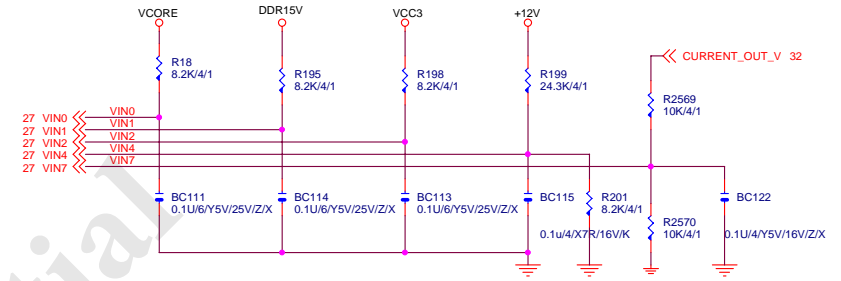 VCORE
DDR15V
VCC3
+12V
R18
8.2K/4/1
R195
8.2K/4/1
R198
8.2K/4/1
R199
24.3K/4/1
CURRENT_OUT_V 32
R2569
10K/4/1
27 VIN0 VIN0
27 VIN1 VIN1
27 VIN2 VIN2
27 VIN4 VIN4
27 VIN7 VIN7
BC111
0.1U/6/Y5V/25V/Z/X
BC114
0.1U/6/Y5V/25V/Z/X
BC113
0.1U/6/Y5V/25V/Z/X
BC115
0.1u/4/X7R/16V/K
R201
8.2K/4/1
R2570
10K/4/1
BC122
0.1U/4/Y5V/16V/Z/X
tial